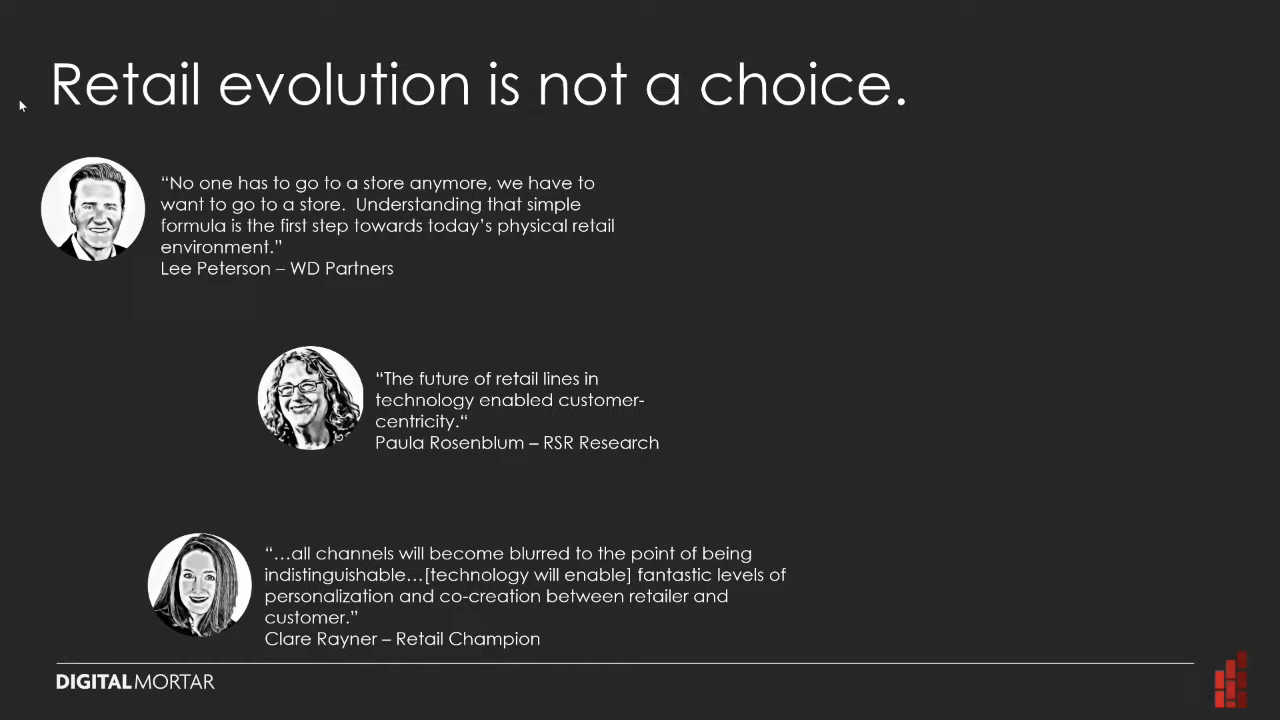 Retail evolution is not a choice.
“No one has to go to a store anymore, we have to
want to go to a store.  Understanding that simple
formula is the first step towards today’s physical retail
environment.”
Lee Peterson – WD Partners
“The future of retail lines in
technology enabled customer-
centricity.“
Paula Rosenblum – RSR Research
“…all channels will become blurred to the point of being
indistinguishable…[technology will enable] fantastic levels of
personalization and co-creation between retailer and
customer.”
Clare Rayner – Retail Champion
DIGITALMORTAR